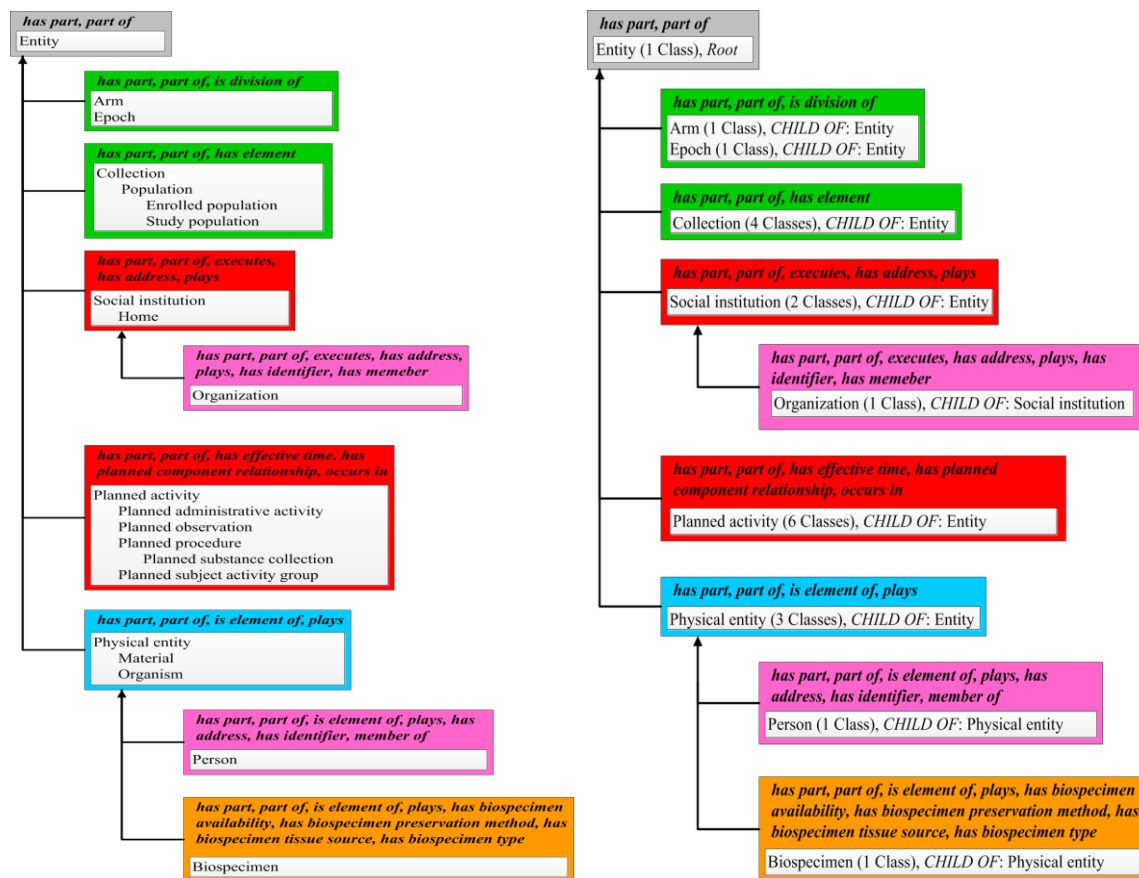 has part, part of
Entity
has part, part of, is division of
Arm
Epoch
has part, part of, has element
Collection
Population
Enrolled population
Study population
has part, part of, executes,
has address, plays
Social institution
Home
has part, part of, executes, has address,
plays, has identifier, has memeber
Organization
has part, part of, has effective time, has
planned component relationship, occurs in
Planned activity
Planned administrative activity
Planned observation
Planned procedure
Planned substance collection
Planned subject activity group
has part, part of, is element of, plays
Physical entity
Material
Organism
has part, part of, is element of, plays, has
address, has identifier, member of
Person
has part, part of, is element of, plays, has biospecimen
availability, has biospecimen preservation method, has
biospecimen tissue source, has biospecimen type
Biospecimen
has part, part of
Entity (1 Class), Root
has part, part of, is division of
Arm (1 Class), CHILD OF: Entity
Epoch (1 Class), CHILD OF: Entity
has part, part of, has element
Collection (4 Classes), CHILD OF: Entity
has part, part of, executes, has address, plays
Social institution (2 Classes), CHILD OF: Entity
has part, part of, executes, has address, plays, has
identifier, has memeber
Organization (1 Class), CHILD OF: Social institution
has part, part of, has effective time, has planned
component relationship, occurs in
Planned activity (6 Classes), CHILD OF: Entity
has part, part of, is element of, plays
Physical entity (3 Classes), CHILD OF: Entity
has part, part of, is element of, plays, has
address, has identifier, member of
Person (1 Class), CHILD OF: Physical entity
has part, part of, is element of, plays, has biospecimen
availability, has biospecimen preservation method, has
biospecimen tissue source, has biospecimen type
Biospecimen (1 Class), CHILD OF: Physical entity